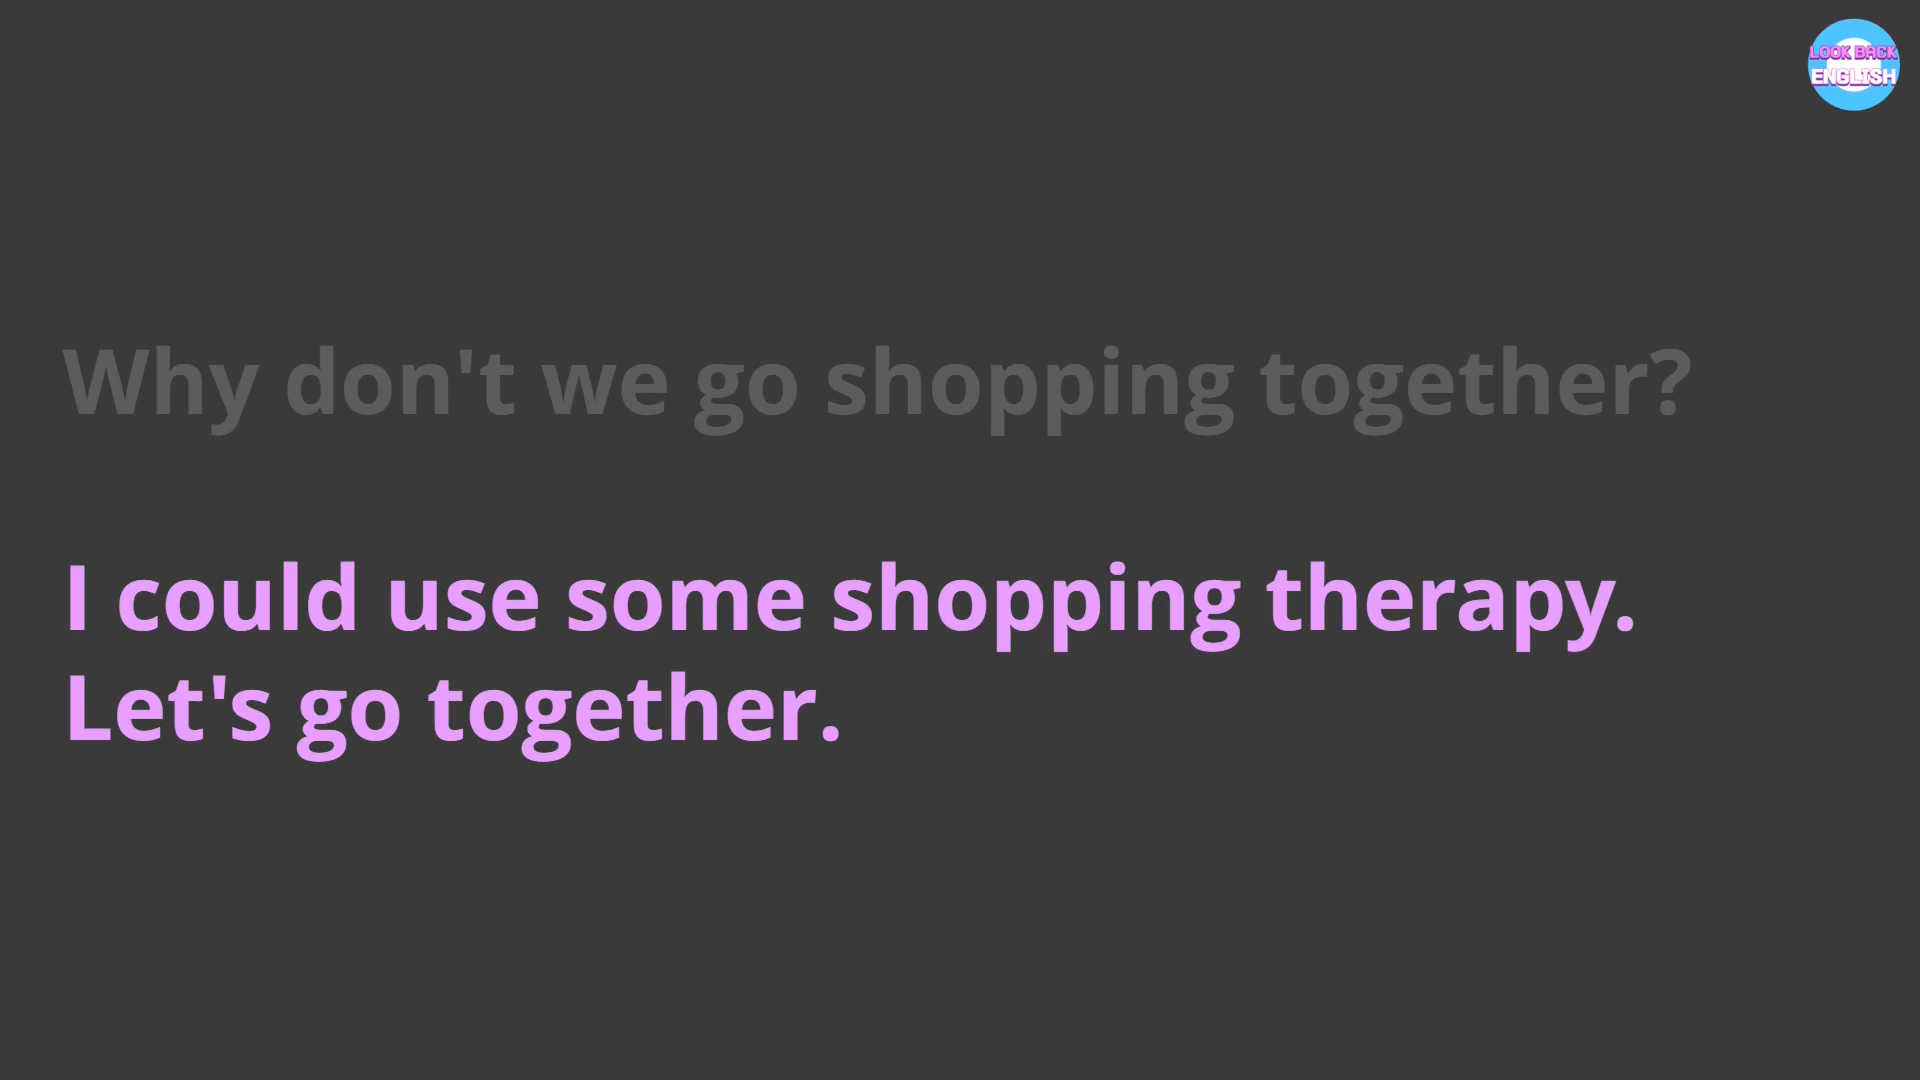 LOOK BACK
ENGLISH
Why don't we go shopping together?
I could use some shopping therapy.
Let's go together.